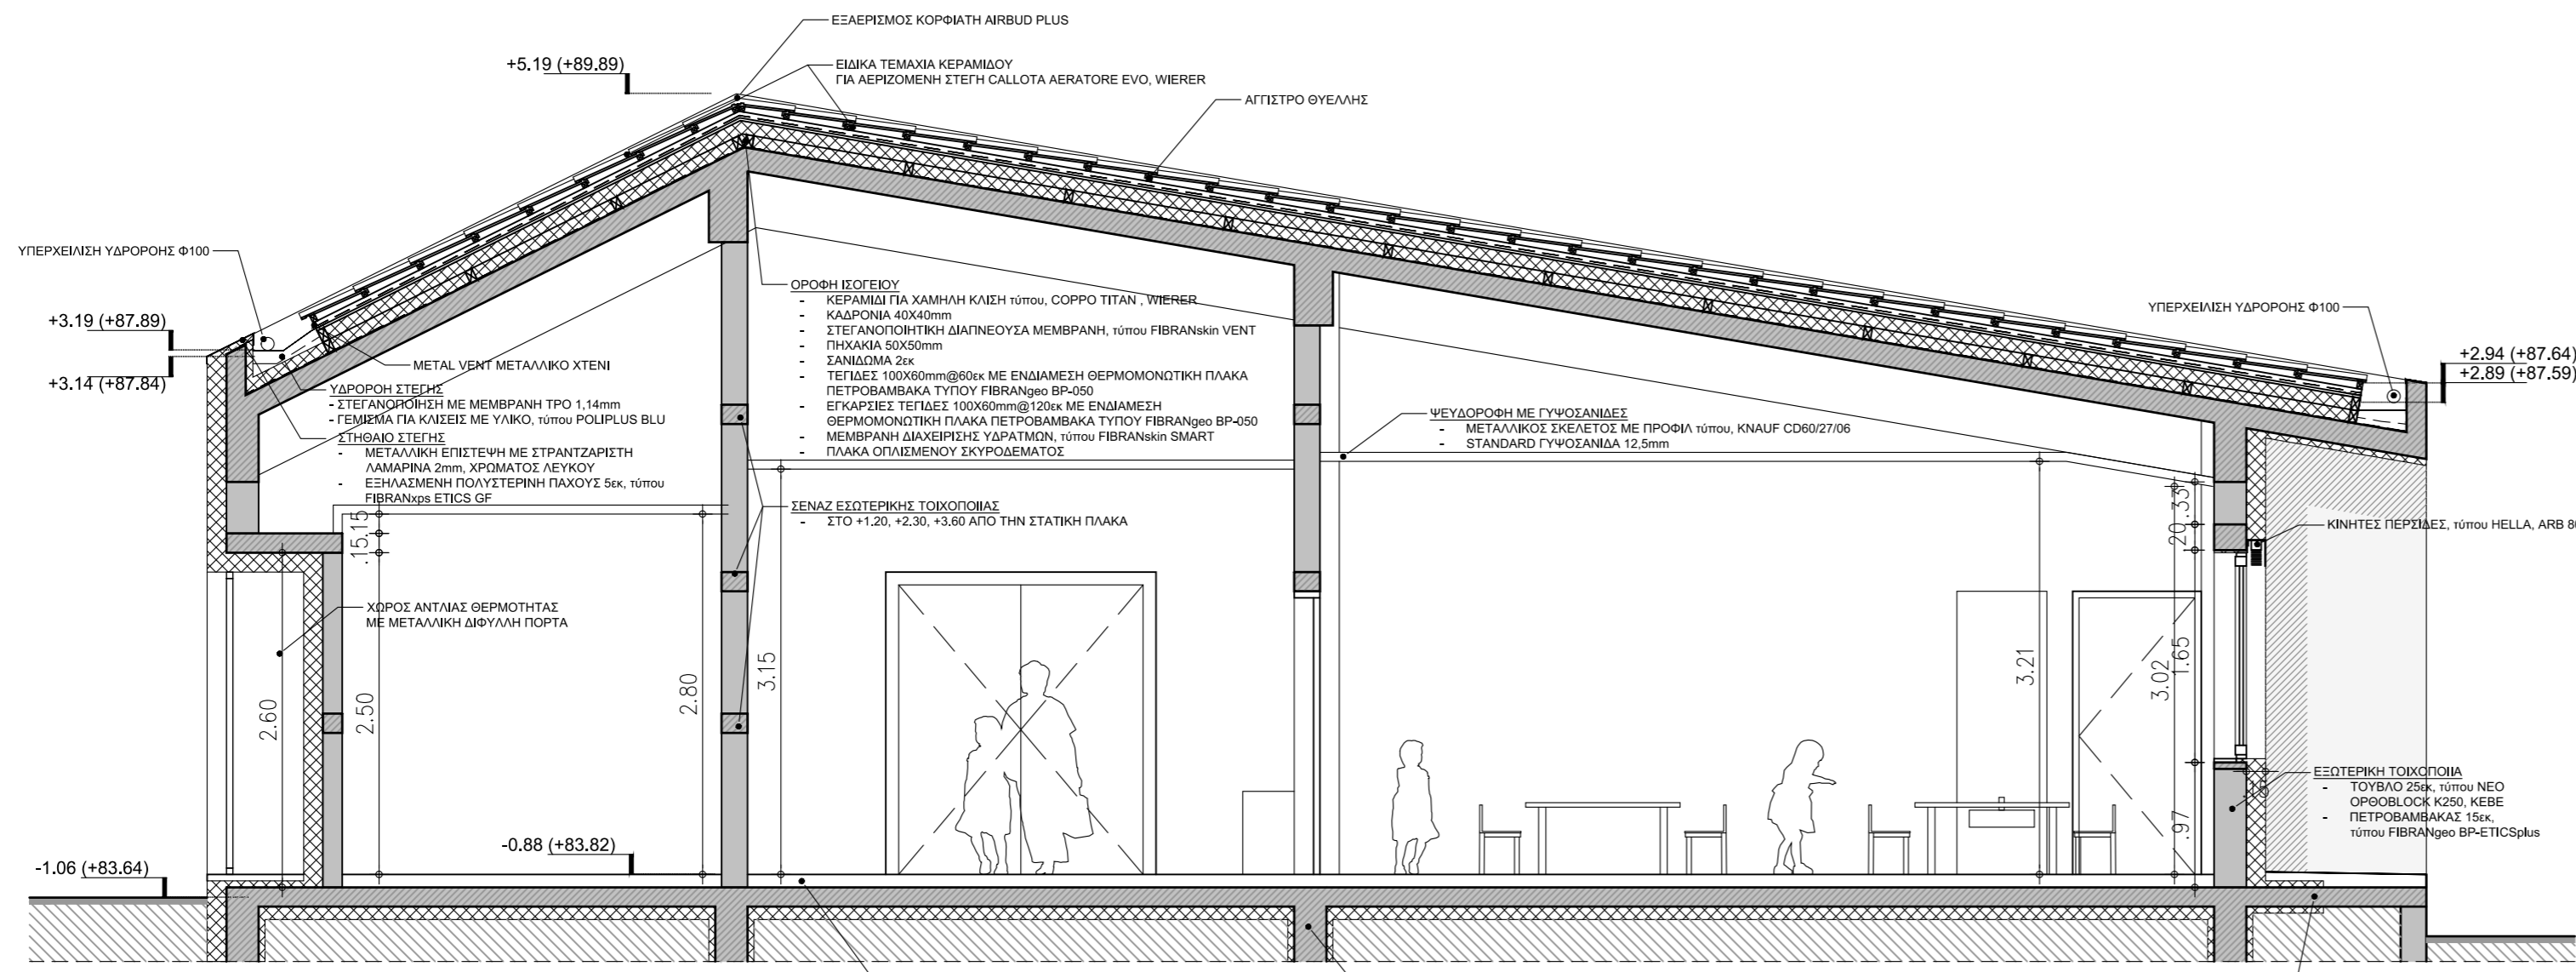 ΕΞΑΕΡΙΣΜΟΣ ΚΟΡΦΙΑΤΗ AIRBUD PLUS
+5.19 (+89.89)
ΕΙΔΙΚΑ ΤΕΜΑΧΙΑ ΚΕΡΑΜΙΔΟΥ
ΓΙΑ ΑΕΡΙΖΟΜΕΝΗ ΣΤΕΓΗ CALLOTA AERATORE EVO, WIERER
ΑΓΓΙΣΤΡΟ ΘΥΕΛΛΗΣ
ΥΠΕΡΧΕΙΛΙΣΗ ΥΔΡΟΡΟΗΣ Φ100
+3.19 (+87.89)
+3.14 (+87.84)
METAL VENT ΜΕΤΑΛΛΙΚΟ ΧΤΕΝΙ
ΥΔΡΟΡΟΗ ΣΤΕΓΗΣ
- ΣΤΕΓΑΝΟΠΟΙΗΣΗ ΜΕ ΜΕΜΒΡΑΝΗ TPO 1,14mm
- ΓΕΜΙΣΜΑ ΓΙΑ ΚΛΙΣΕΙΣ ΜΕ ΥΛΙΚΟ, τύπου POLIPLUS BLU
ΣΤΗΘΑΙΟ ΣΤΕΓΗΣ
- ΜΕΤΑΛΛΙΚΗ ΕΠΙΣΤΕΨΗ ΜΕ ΣΤΡΑΝΤΖΑΡΙΣΤΗ
ΛΑΜΑΡΙΝΑ 2mm, ΧΡΩΜΑΤΟΣ ΛΕΥΚΟΥ
- ΕΞΗΛΑΣΜΕΝΗ ΠΟΛΥΣΤΕΡΙΝΗ ΠΑΧΟΥΣ 5εκ, τύπου
FIBRANxps ETICS GF
ΟΡΟΦΗ ΙΣΟΓΕΙΟΥ
- ΚΕΡΑΜΙΔΙ ΓΙΑ ΧΑΜΗΛΗ ΚΛΙΣΗ τύπου, COPPO TITAN , WIERER
- ΚΑΔΡΟΝΙΑ 40X40mm
- ΣΤΕΓΑΝΟΠΟΙΗΤΙΚΗ ΔΙΑΠΝΕΟΥΣΑ ΜΕΜΒΡΑΝΗ, τύπου FIBRANskin VENT
- ΠΗΧΑΚΙΑ 50X50mm
- ΣΑΝΙΔΩΜΑ 2εκ
- ΤΕΓΙΔΕΣ 100X60mm@60εκ ΜΕ ΕΝΔΙΑΜΕΣΗ ΘΕΡΜΟΜΟΝΩΤΙΚΗ ΠΛΑΚΑ
ΠΕΤΡΟΒΑΜΒΑΚΑ ΤΥΠΟΥ FIBRANgeo BP-050
- ΕΓΚΑΡΣΙΕΣ ΤΕΓΙΔΕΣ 100X60mm@120εκ ΜΕ ΕΝΔΙΑΜΕΣΗ
ΘΕΡΜΟΜΟΝΩΤΙΚΗ ΠΛΑΚΑ ΠΕΤΡΟΒΑΜΒΑΚΑ ΤΥΠΟΥ FIBRANgeo BP-050
- ΜΕΜΒΡΑΝΗ ΔΙΑΧΕΙΡΙΣΗΣ ΥΔΡΑΤΜΩΝ, τύπου FIBRANskin SMART
- ΠΛΑΚΑ ΟΠΛΙΣΜΕΝΟΥ ΣΚΥΡΟΔΕΜΑΤΟΣ
ΣΕΝΑΖ ΕΣΩΤΕΡΙΚΗΣ ΤΟΙΧΟΠΟΙΙΑΣ
- ΣΤΟ +1.20, +2.30, +3.60 ΑΠΟ ΤΗΝ ΣΤΑΤΙΚΗ ΠΛΑΚΑ
ΨΕΥΔΟΡΟΦΗ ΜΕ ΓΥΨΟΣΑΝΙΔΕΣ
- ΜΕΤΑΛΛΙΚΟΣ ΣΚΕΛΕΤΟΣ ΜΕ ΠΡΟΦΙΛ τύπου, KNAUF CD60/27/06
- STANDARD ΓΥΨΟΣΑΝΙΔΑ 12,5mm
ΥΠΕΡΧΕΙΛΙΣΗ ΥΔΡΟΡΟΗΣ Φ100
+2.94 (+87.64)
+2.89 (+87.59)
ΚΙΝΗΤΕΣ ΠΕΡΣΙΔΕΣ, τύπου HELLA, ARB 80
ΧΩΡΟΣ ΑΝΤΛΙΑΣ ΘΕΡΜΟΤΗΤΑΣ
ΜΕ ΜΕΤΑΛΛΙΚΗ ΔΙΦΥΛΛΗ ΠΟΡΤΑ
.15
.15
2.60
2.50
2.80
3.15
3.21
3.02
.33
.20
1.65
.97
ΕΞΩΤΕΡΙΚΗ ΤΟΙΧΟΠΟΙΙΑ
- ΤΟΥΒΛΟ 25εκ, τύπου ΝΕΟ
ΟΡΘΟBLOCK K250, ΚΕΒΕ
- ΠΕΤΡΟΒΑΜΒΑΚΑΣ 15εκ,
τύπου FIBRANgeo BP-ETICSplus
-0.88 (+83.82)
-1.06 (+83.64)